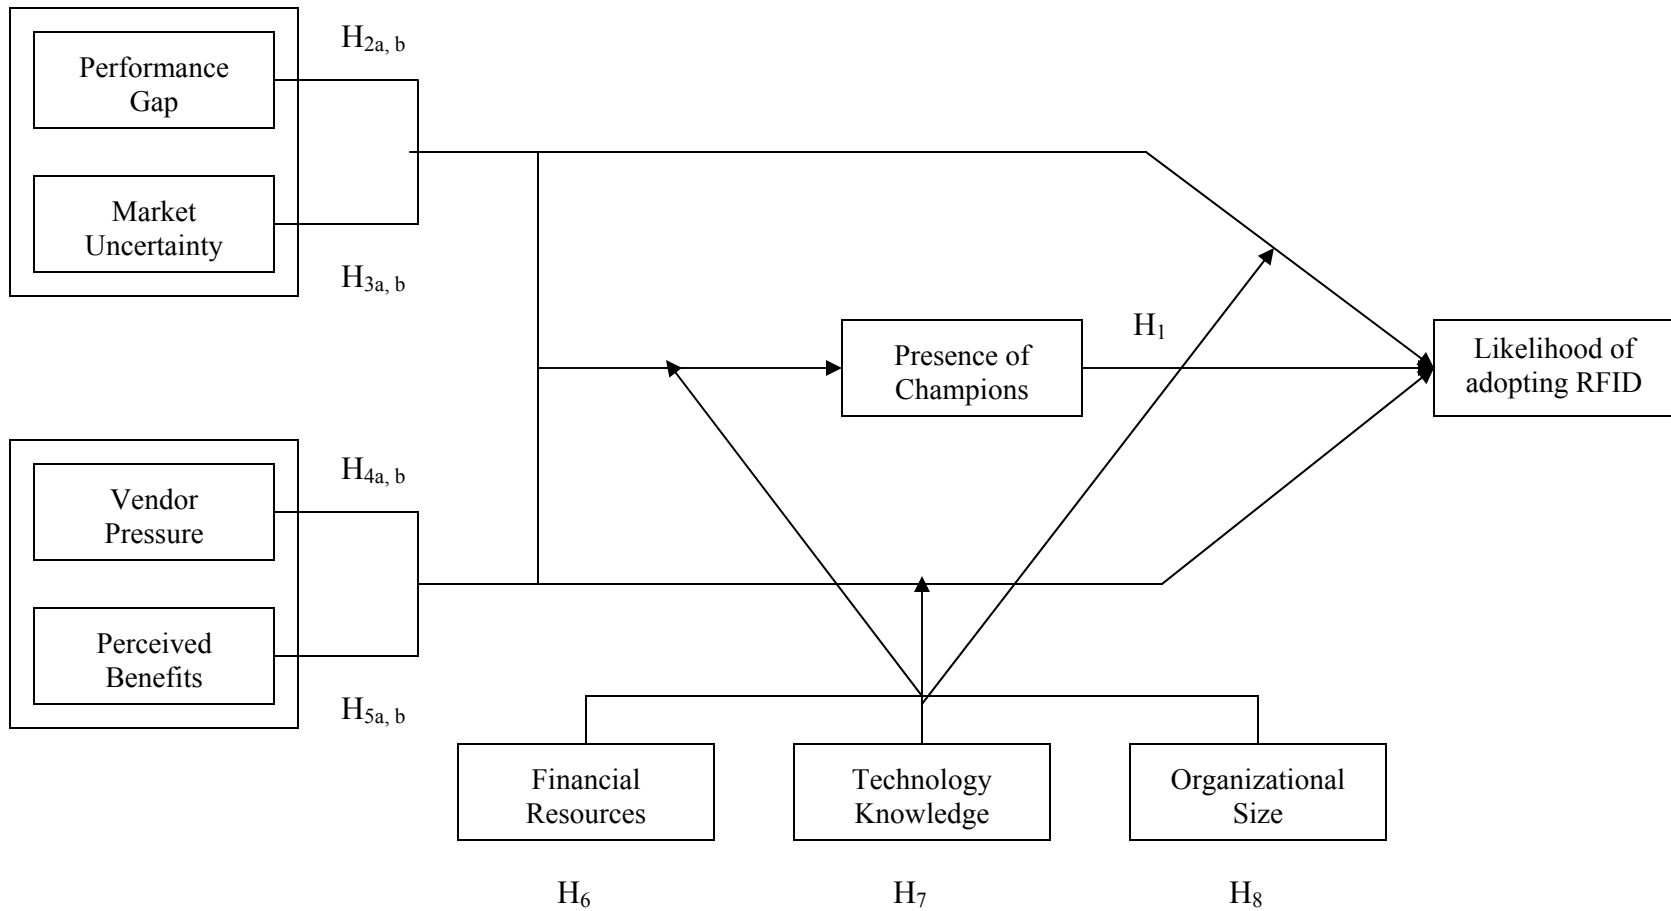 H2a, b
Performance
Gap
Market
Uncertainty
H3a, b
H1
Presence of
Champions
Likelihood of
adopting RFID
H4a, b
Vendor
Pressure
Perceived
Benefits
H5a, b
Financial
Resources
Technology
Knowledge
Organizational
Size
H6
H7
H8